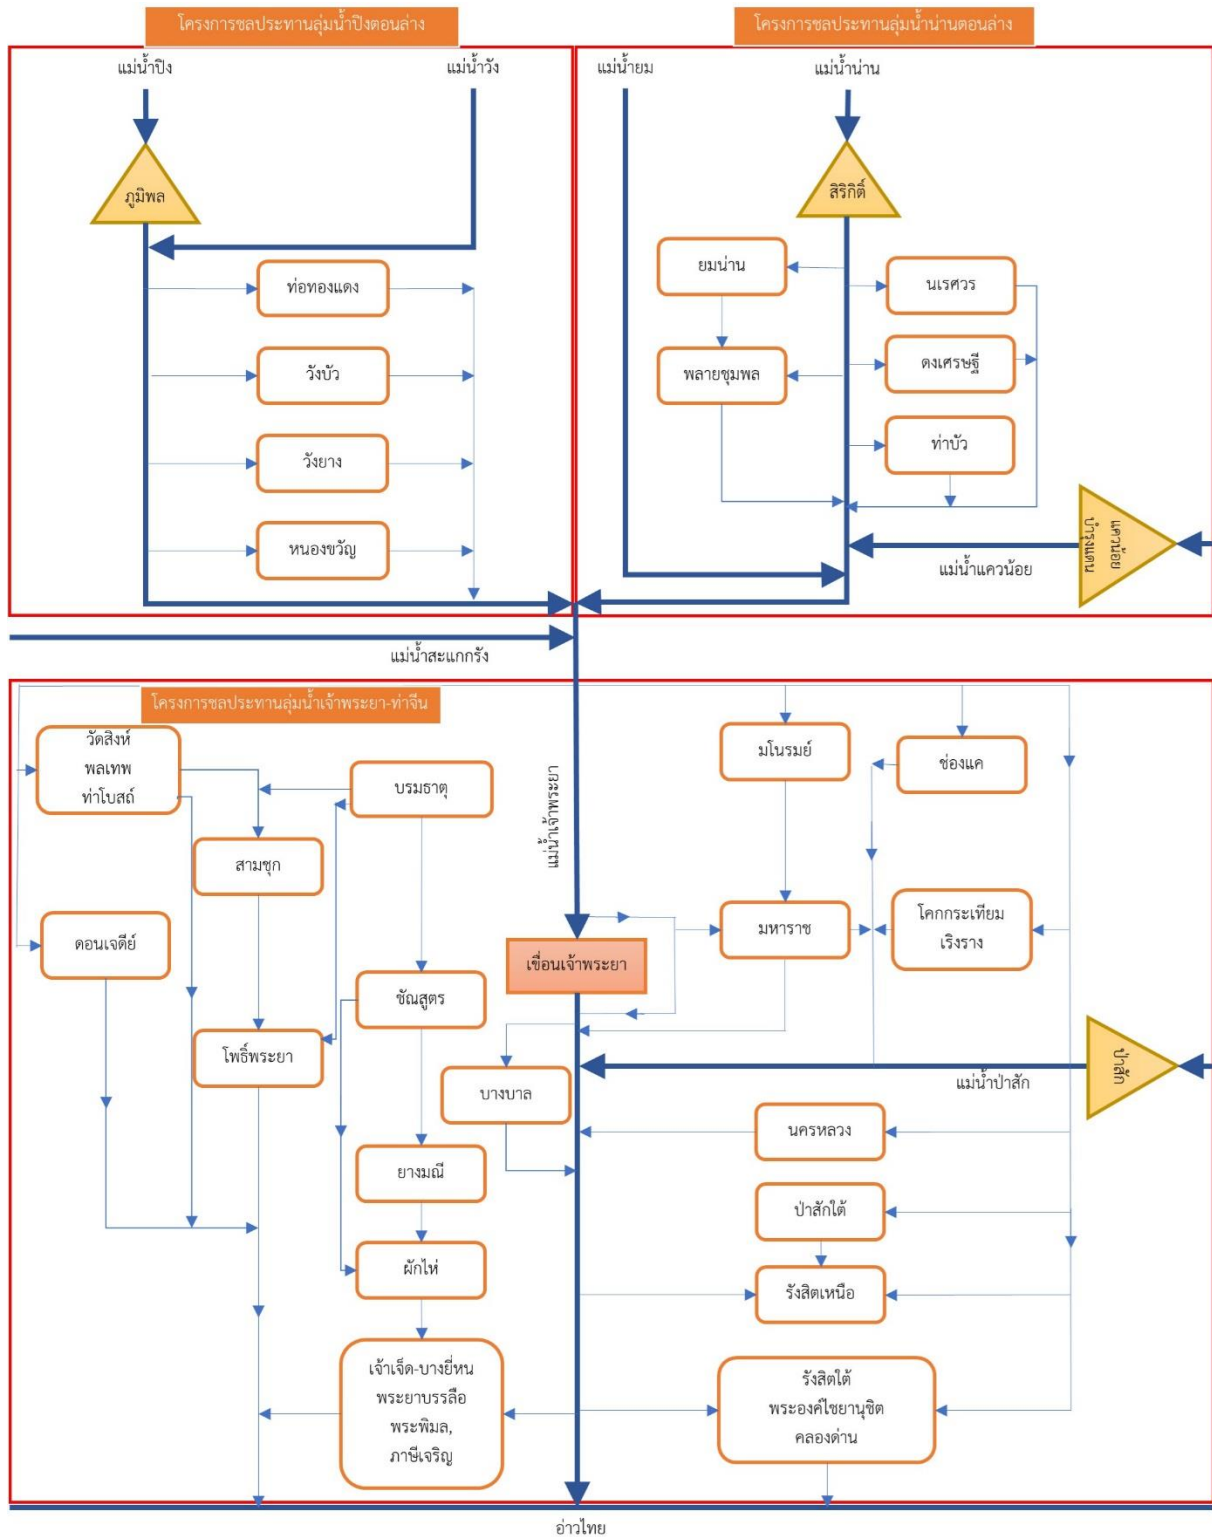 โครงการชลประทานลุ่มน้ำปิงตอนล่าง
โครงการชลประทานลุ่มน้ำน่านตอนล่าง
แม่น้ำปิง
แม่น้ำวัง
แม่น้ำยม
แม่น้ำน่าน
ภูมิพล
สิริกิติ์
ยมน่าน
นเรศวร
ท่อทองแดง
พลายชุมพล
ดงเศรษฐี
วังบัว
ท่าบัว
วังยาง
หนองขวัญ
แควน้อย
บำรุงแดน
แม่น้ำแควน้อย
แม่น้ำสะแกกรัง
โครงการชลประทานลุ่มน้ำเจ้าพระยา-ท่าจีน
วัดสิงห์
พลเทพ
ท่าโบสถ์
บรมธาตุ
แม่น้ำเจ้าพระยา
มโนรมย์
ช่องแค
สามชุก
ดอนเจดีย์
มหาราช
โคกกระเทียม
เริงราง
เขื่อนเจ้าพระยา
ชัณสูตร
โพธิ์พระยา
ป่าสัก
แม่น้ำป่าสัก
บางบาล
นครหลวง
ยางมณี
ป่าสักใต้
ผักไห่
รังสิตเหนือ
เจ้าเจ็ด-บางยี่หน
พระยาบรรลือ
พระพิมล,
ภาษีเจริญ
รังสิตใต้
พระองค์ไชยานุชิต
คลองด่าน
อ่าวไทย